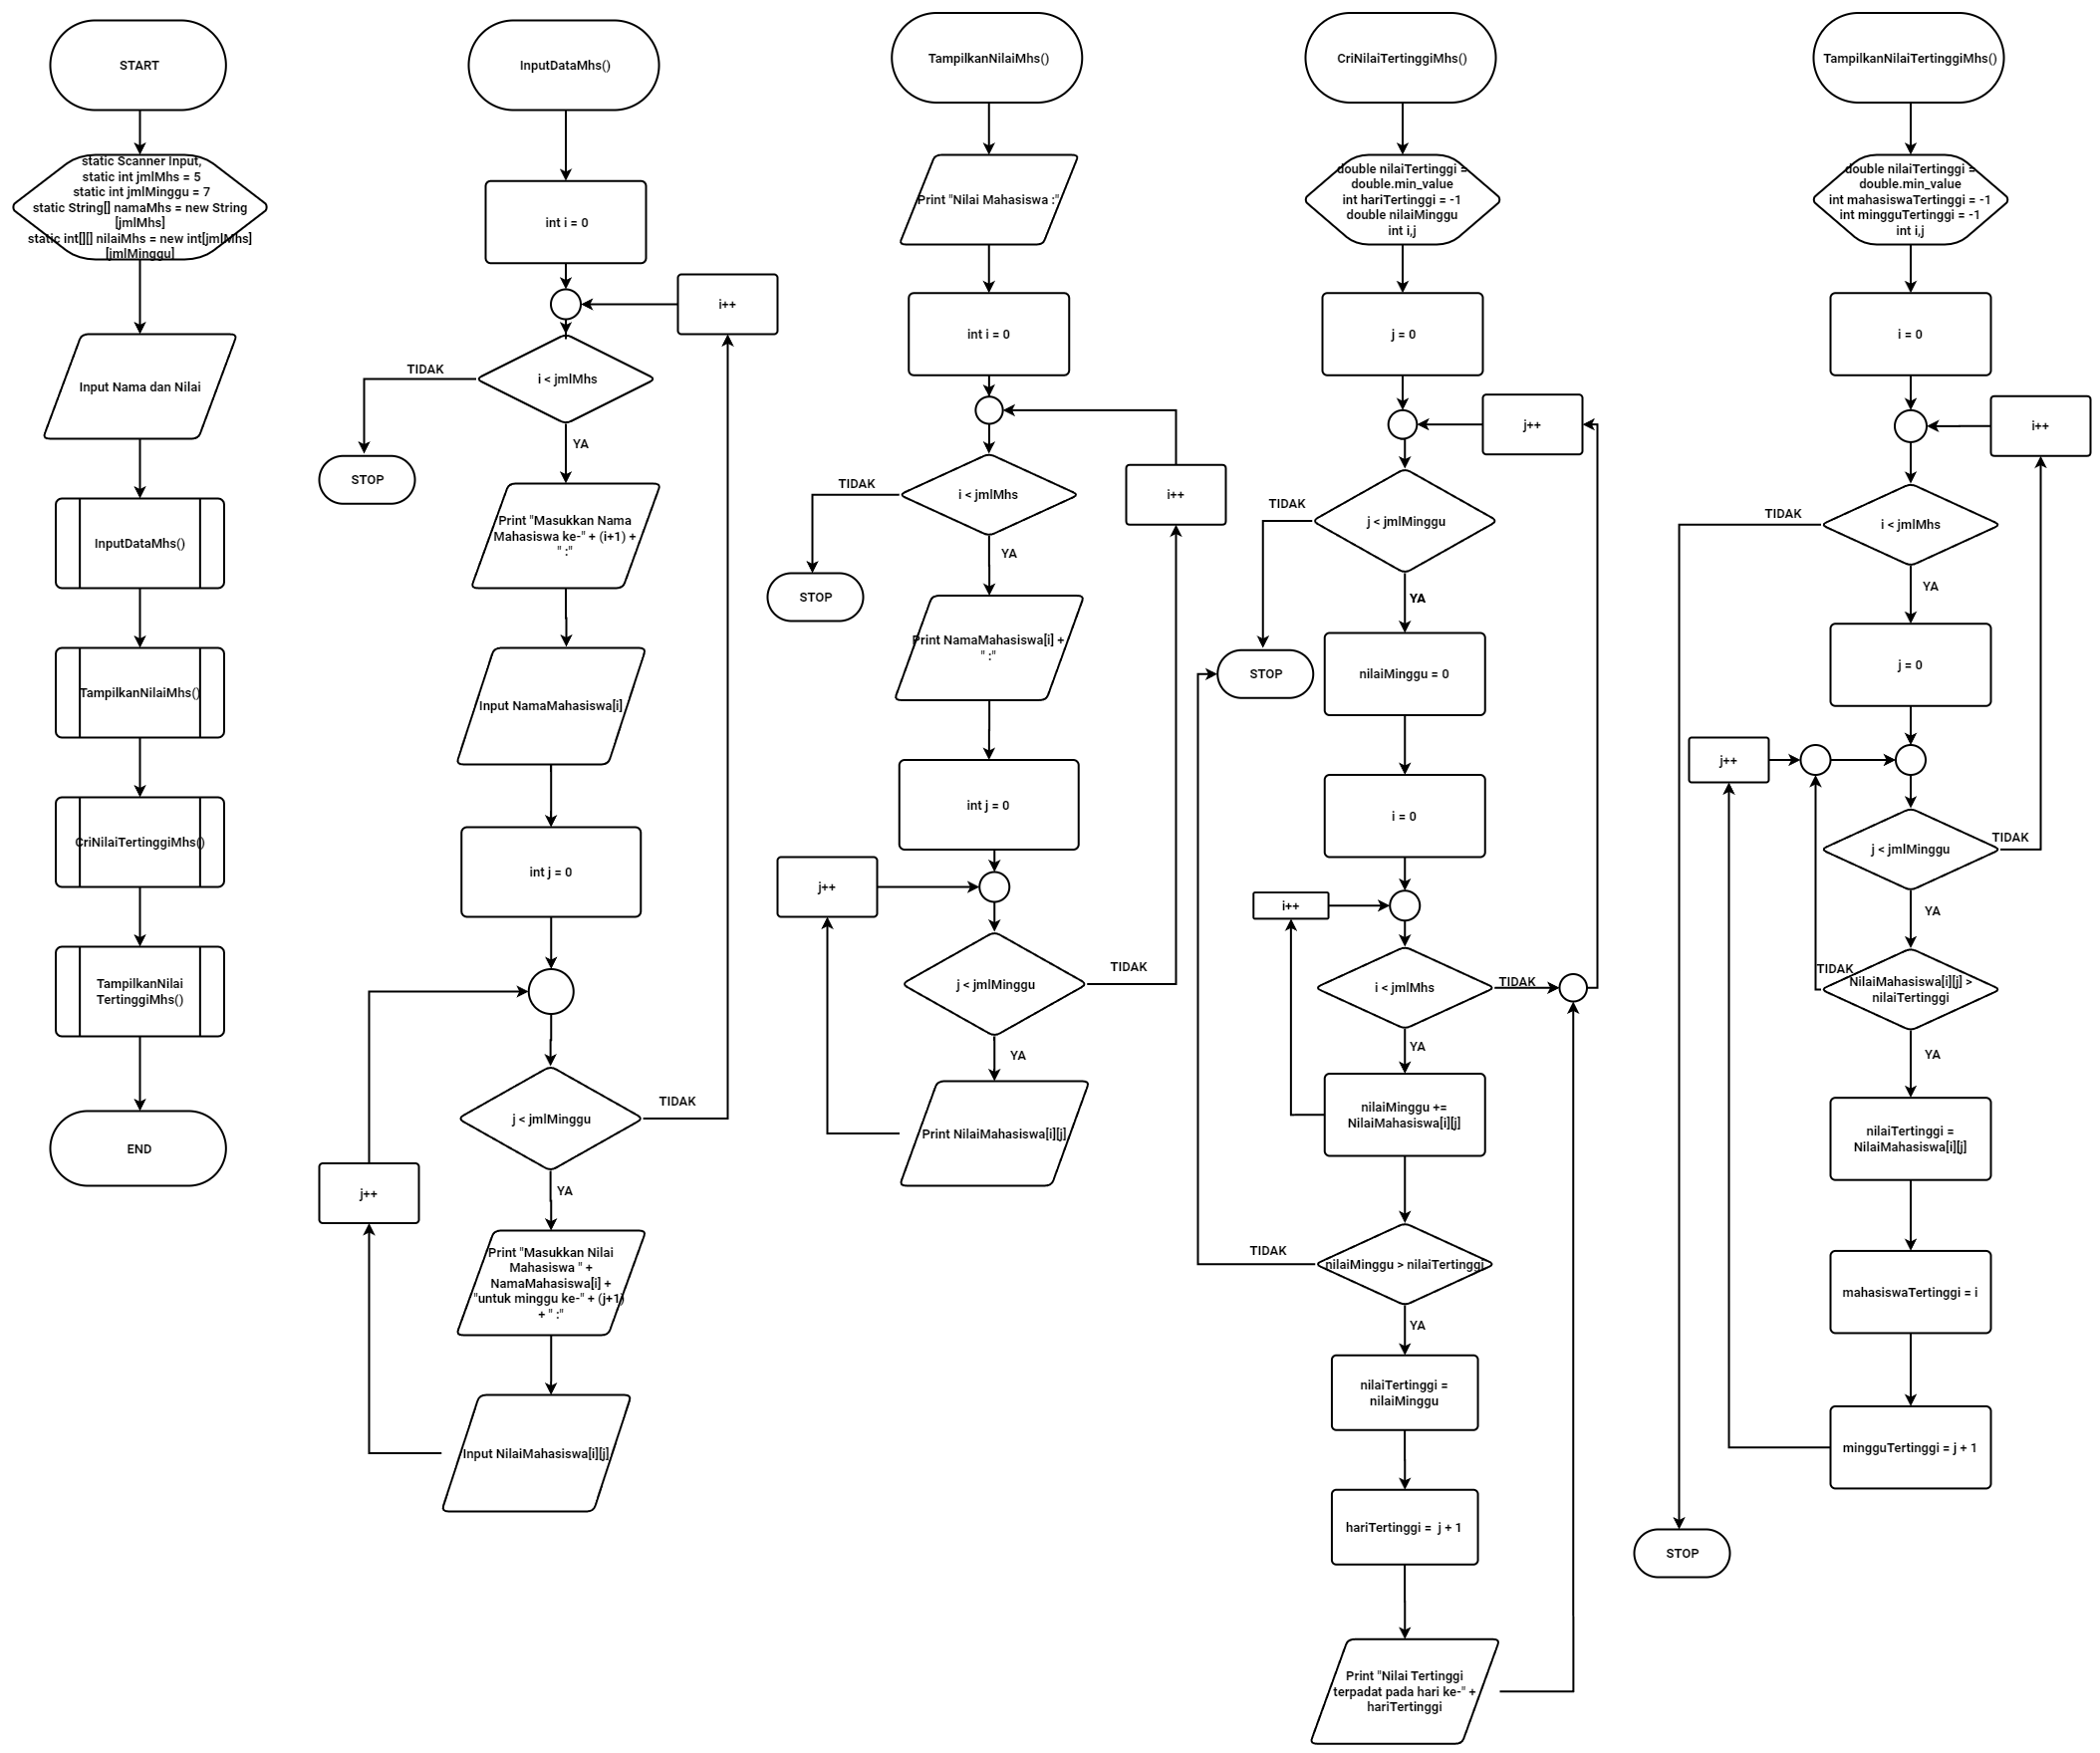 START
static Scanner Input,
static int jmlMhs = 5
static int jmlMinggu = 7
static String[] namaMhs = new String
[jmlMhs]
static int[][] nilaiMhs = new int[jmlMhs]
[jmlMinggu]
Input Nama dan Nilai
InputDataMhs()
TampilkanNilaiMhs()
CriNilaiTertinggiMhs()
TampilkanNilai
TertinggiMhs()
END
InputDataMhs()
int i = 0
i++
i < jmlMhs
TIDAK
STOP
YA
Print "Masukkan Nama
Mahasiswa ke-" + (i+1) +
" :"
Input NamaMahasiswa[i]
int j = 0
j < jmlMinggu
TIDAK
j++
YA
Print "Masukkan Nilai
Mahasiswa " +
NamaMahasiswa[i] +
"untuk minggu ke-" + (j+1)
+ " :"
Input NilaiMahasiswa[i][j]
TampilkanNilaiMhs()
Print "Nilai Mahasiswa :"
int i = 0
i++
i < jmlMhs
TIDAK
STOP
YA
Print NamaMahasiswa[i] +
" :"
int j = 0
j++
j < jmlMinggu
TIDAK
YA
Print NilaiMahasiswa[i][j]
CriNilaiTertinggiMhs()
double nilaiTertinggi =
double.min_value
int hariTertinggi = -1
double nilaiMinggu
int i,j
j = 0
j++
j < jmlMinggu
TIDAK
STOP
YA
nilaiMinggu = 0
i = 0
i++
i < jmlMhs
TIDAK
YA
nilaiMinggu +=
NilaiMahasiswa[i][j]
nilaiMinggu > nilaiTertinggi
TIDAK
YA
nilaiTertinggi =
nilaiMinggu
hariTertinggi = j + 1
Print "Nilai Tertinggi
terpadat pada hari ke-" +
hariTertinggi
TampilkanNilaiTertinggiMhs()
double nilaiTertinggi =
double.min_value
int mahasiswaTertinggi = -1
int mingguTertinggi = -1
int i,j
i = 0
i++
i < jmlMhs
TIDAK
YA
j = 0
j++
j < jmlMinggu
TIDAK
YA
TIDAK
NilaiMahasiswa[i][j] >
nilaiTertinggi
YA
nilaiTertinggi =
NilaiMahasiswa[i][j]
mahasiswaTertinggi = i
mingguTertinggi = j + 1
STOP